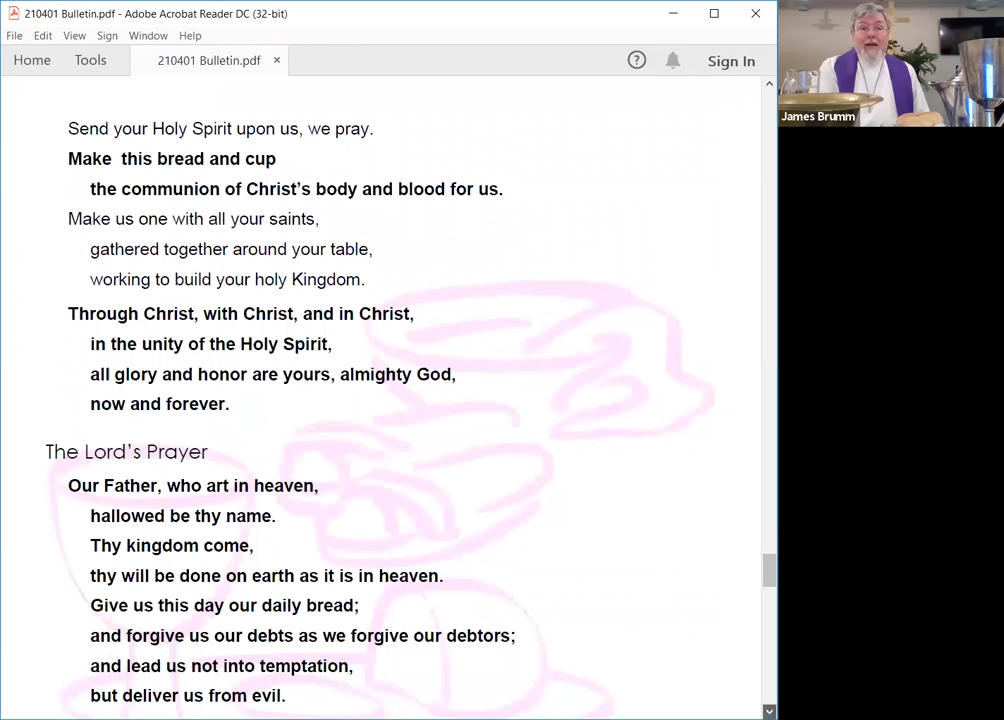 210401 Bulletin.pdf - Adobe Acrobat Reader DC (32-bit)
File Edit View Sign Window Help
Home Tools 210401 Bulletin.pdf × Sign In
James Brumm
Send your Holy Spirit upon us, we pray.
Make this bread and cup
the communion of Christ's body and blood for us.
Make us one with all your saints,
gathered together around your table,
working to build your holy Kingdom.
Through Christ, with Christ, and in Christ,
in the unity of the Holy Spirit,
all glory and honor are yours, almighty God,
now and forever.
The Lord's Prayer
Our Father, who art in heaven,
hallowed be thy name.
Thy kingdom come,
thy will be done on earth as it is in heaven.
Give us this day our daily bread;
and forgive us our debts as we forgive our debtors;
and lead us not into temptation,
but deliver us from evil.